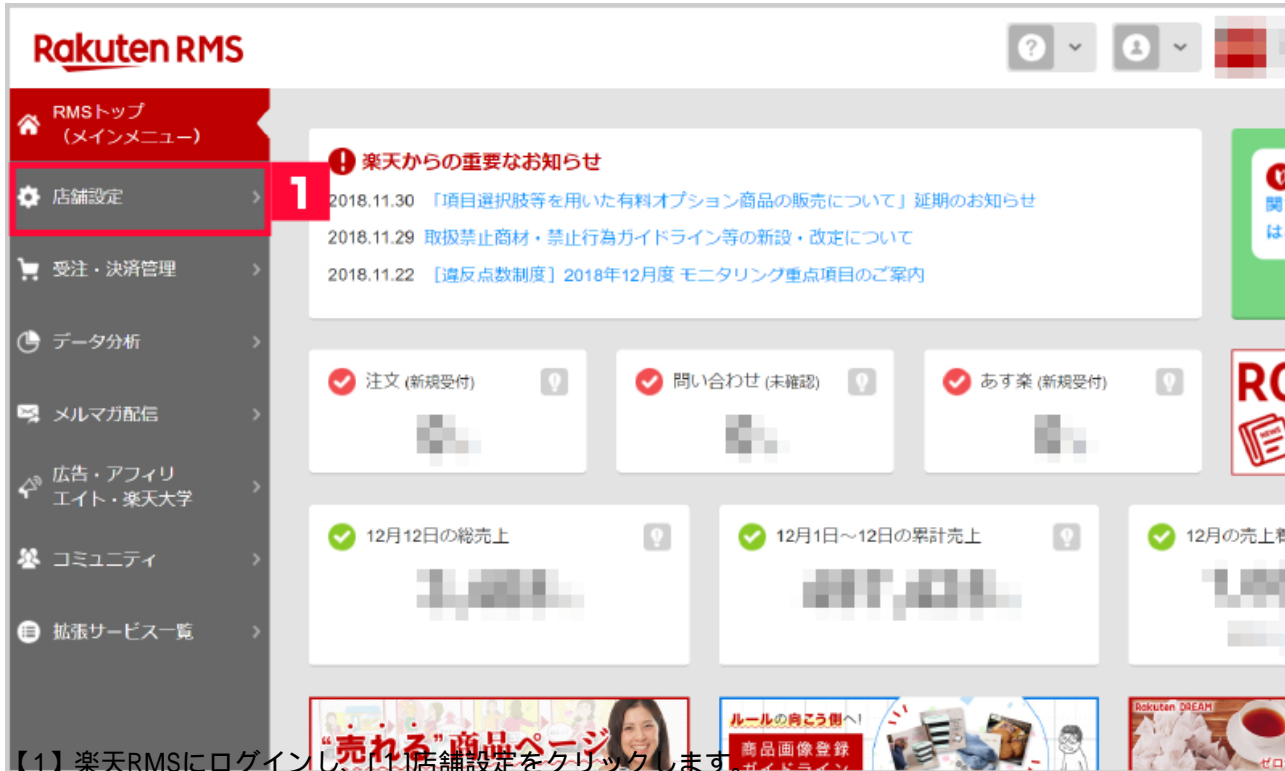 Rakuten RMS
RMSトップ
（メインメニュー）
店舗設定
1
受注・決済管理
データ分析
メルマガ配信
広告・アフィリ
エイト・楽天大学
コミュニティ
拡張サービス一覧
楽天からの重要なお知らせ
2018.11.30 「項目選択肢等を用いた有料オプション商品の販売について」延期のお知らせ
2018.11.29 取扱禁止商材・禁止行為ガイドライン等の新設・改定について
2018.11.22 ［違反点数制度］2018年12月度 モニタリング重点項目のご案内
関
は
注文 (新規受付)
問い合わせ (未確認)
あす楽 (新規受付)
NEWS
12月12日の総売上
12月1日～12日の累計売上
12月の売上着
“売れる”商品ページ
ルールの向こう側へ!
商品画像登録
ガイドライン
Rakuten DREAM
ゼロ
【1】楽天RMSにログインし、[1]店舗設定をクリックします。